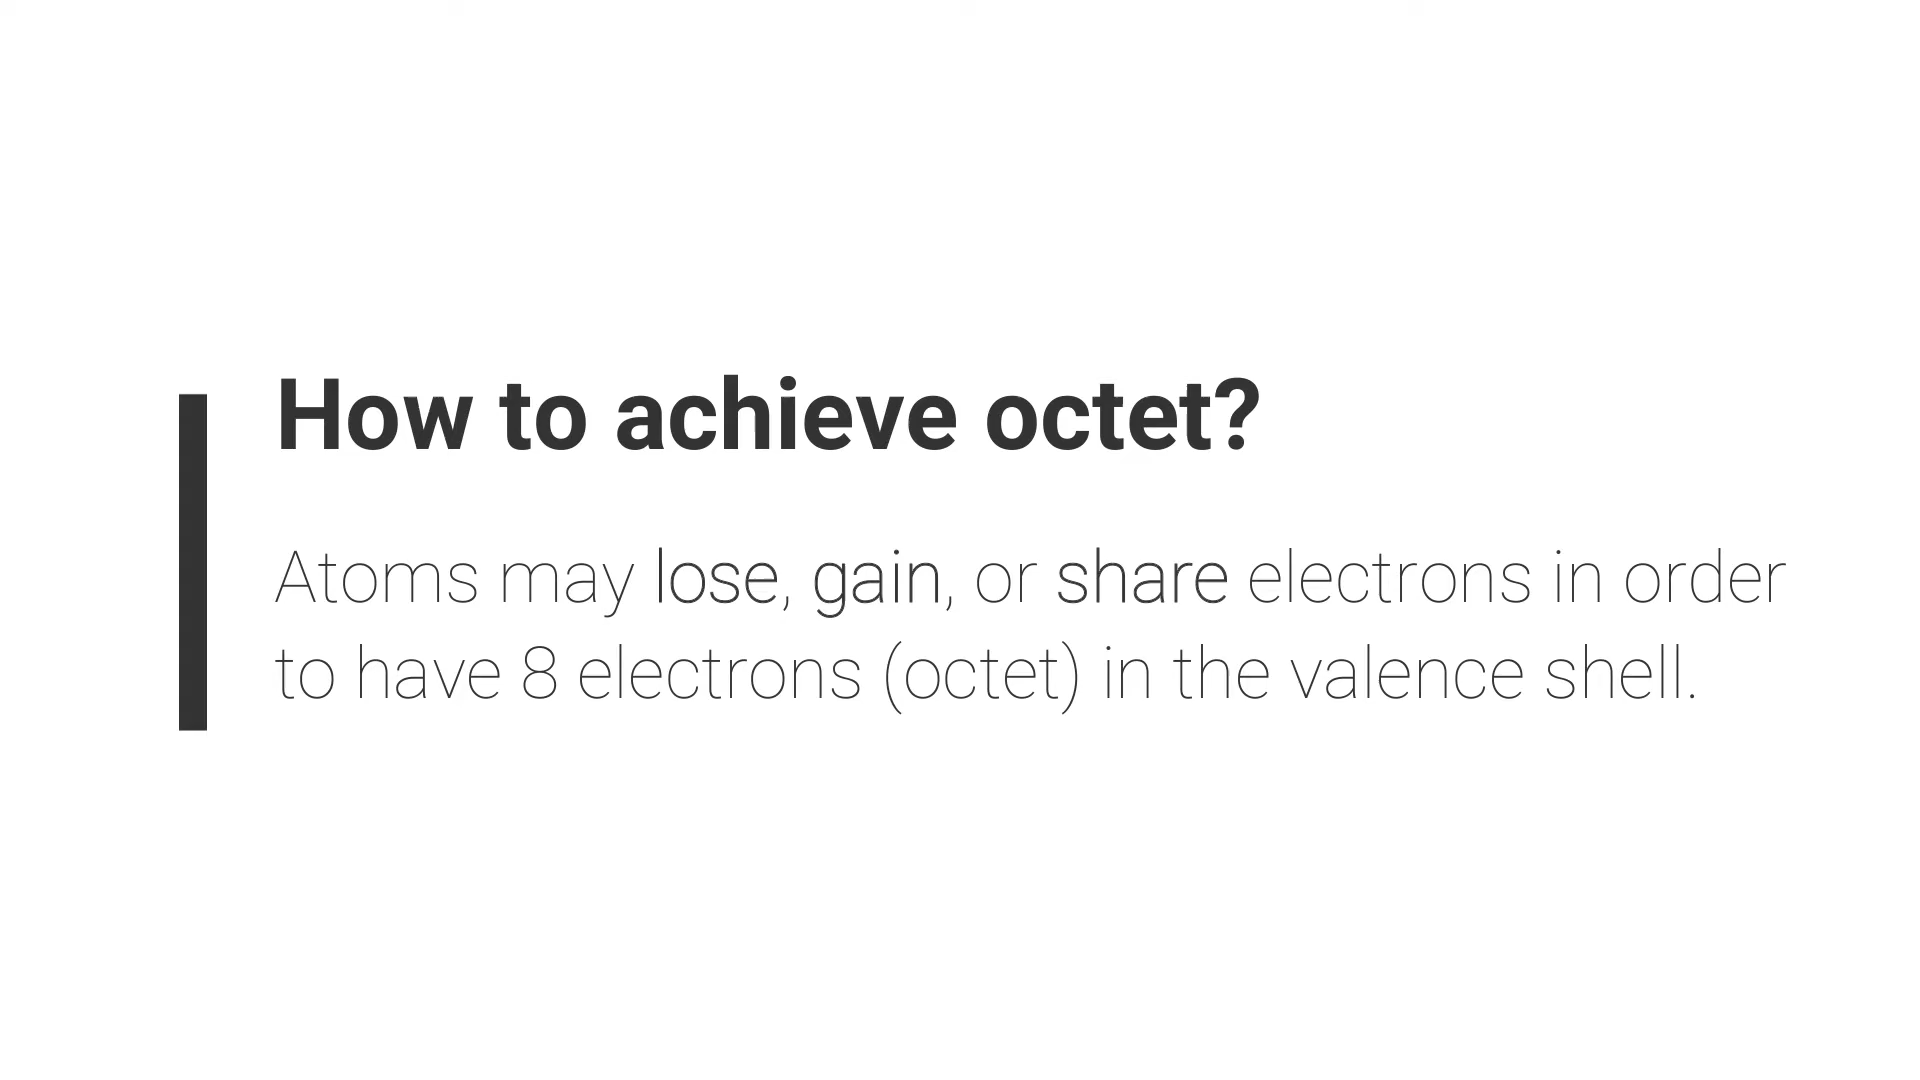 How to achieve octet?
Atoms may lose, gain, or share electrons in order
to have 8 electrons (octet) in the valence shell.